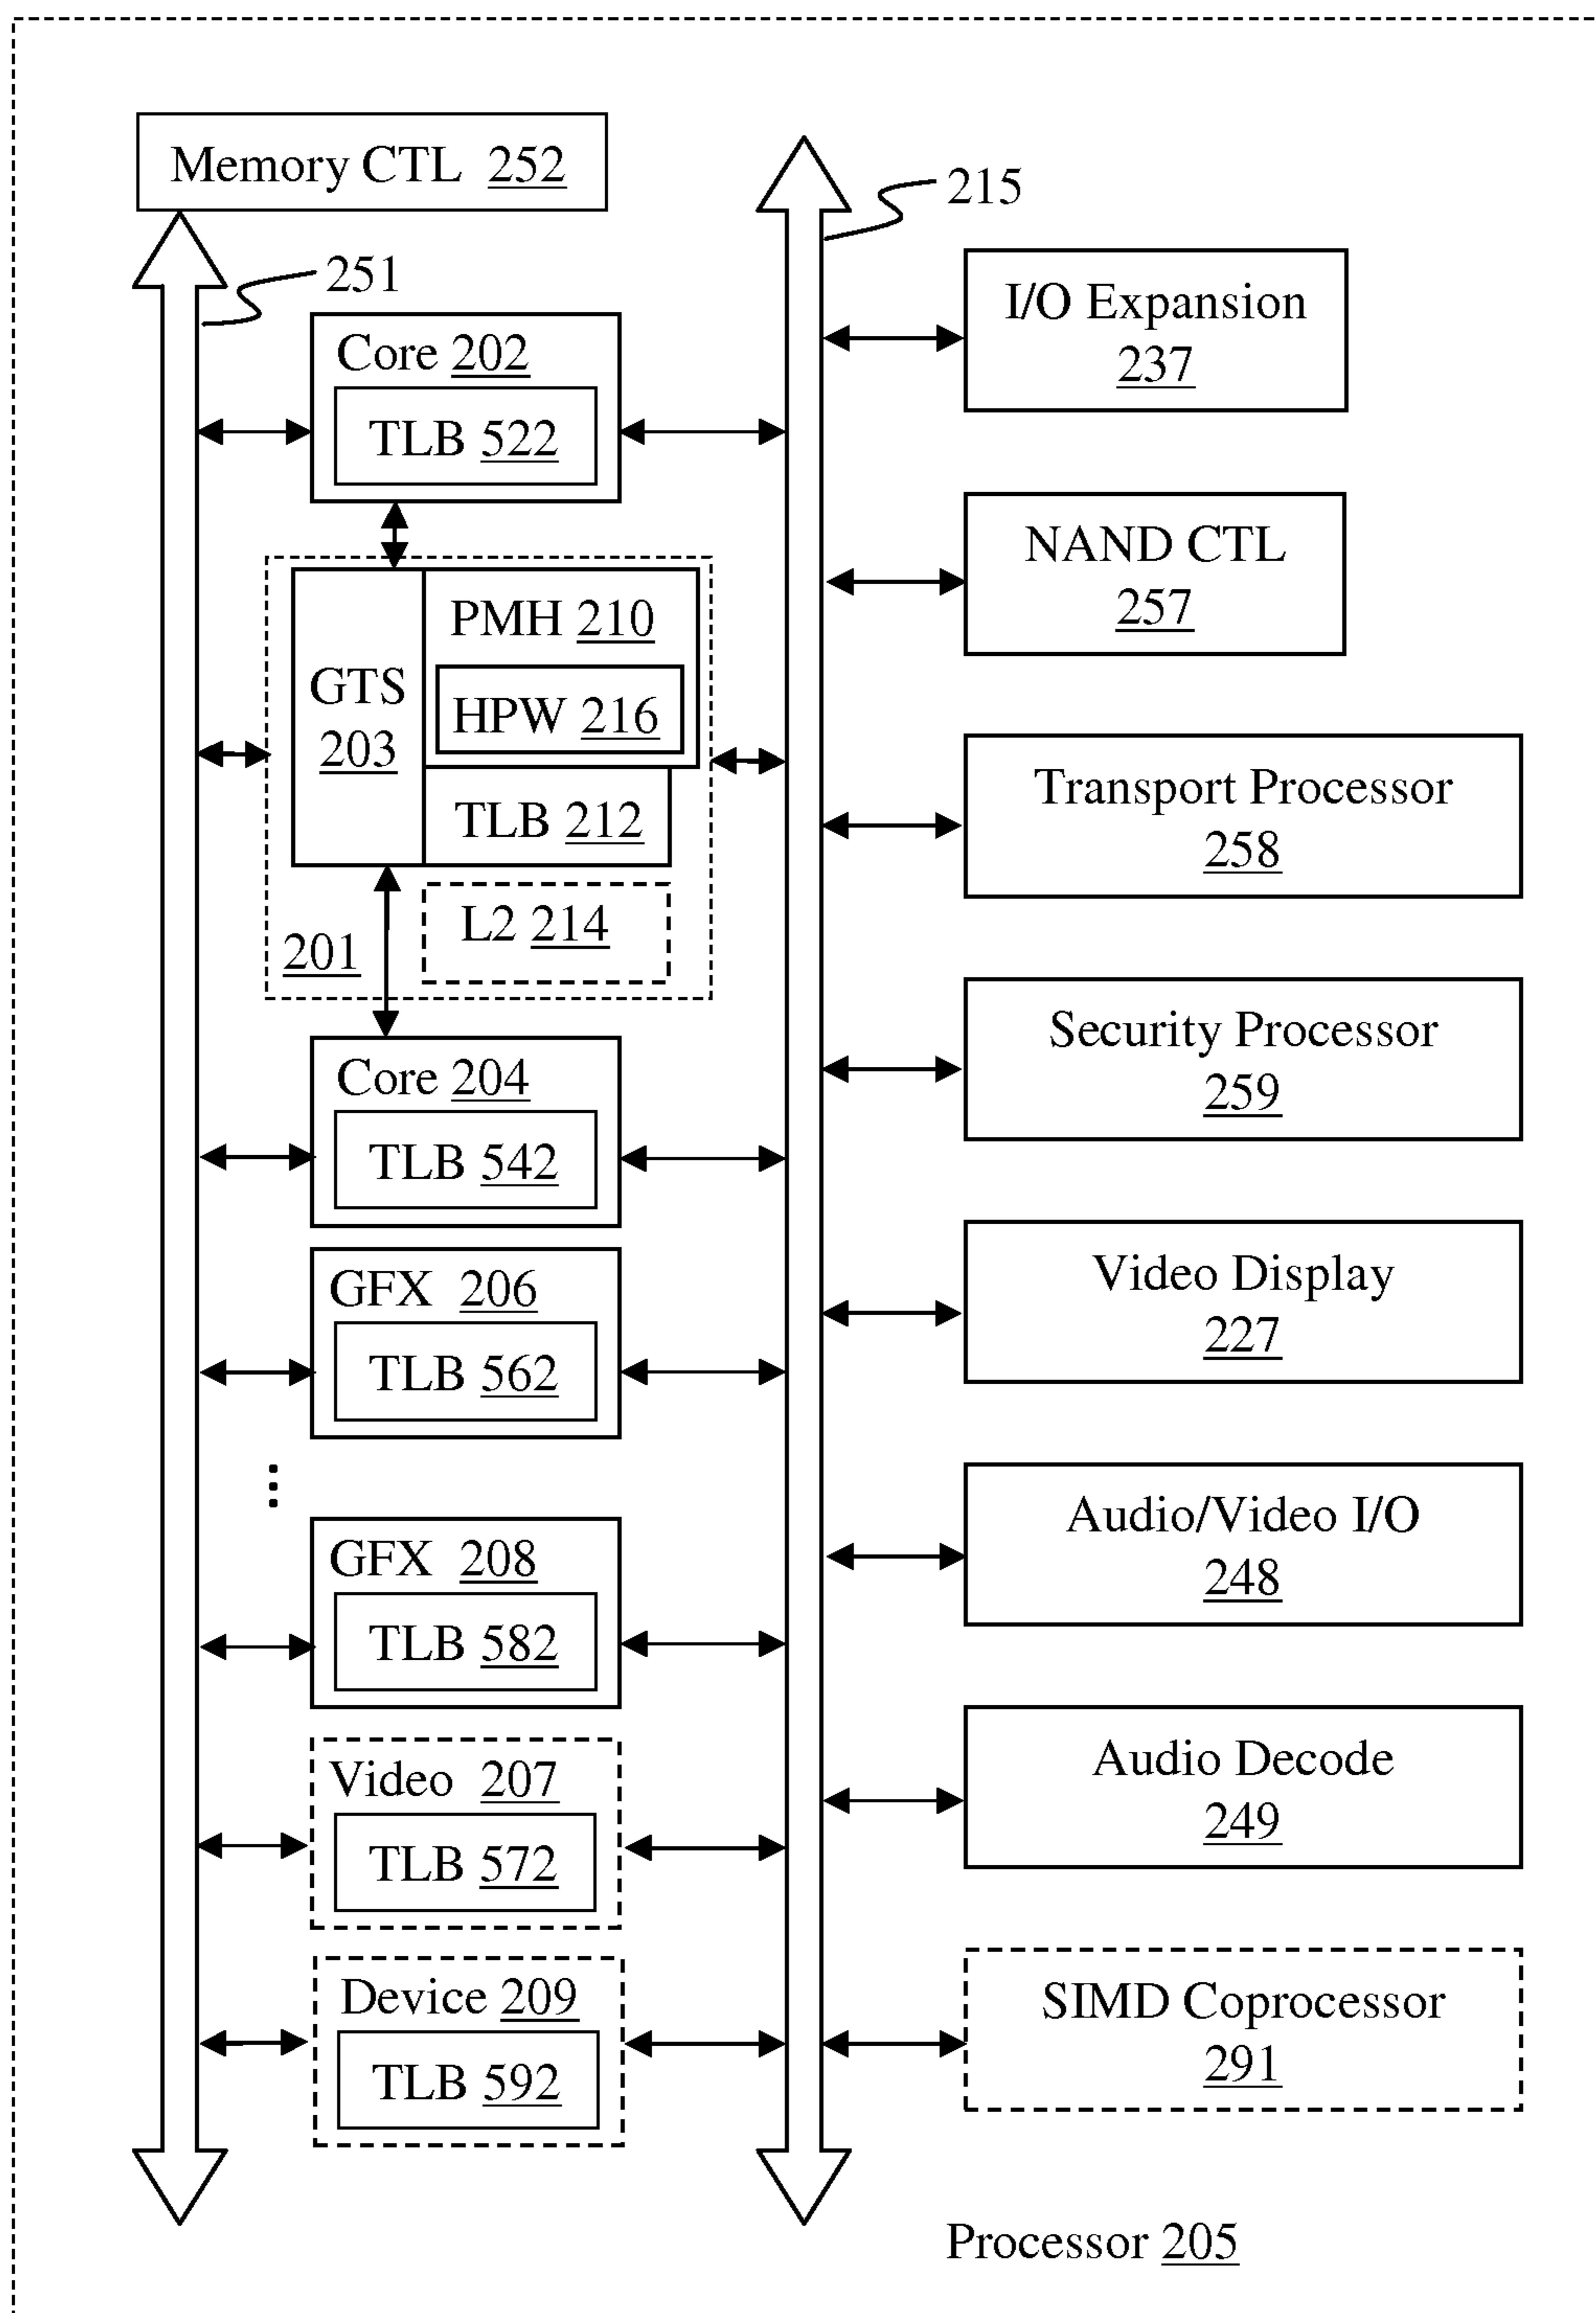 Memory CTL 252
215
251
Core 202
TLB 522
PMH 210
GTS
203
HPW 216
TLB 212
L2 214
201
Core 204
TLB 542
GFX 206
TLB 562
⋮
GFX 208
TLB 582
Video 207
TLB 572
Device 209
TLB 592
I/O Expansion
237
NAND CTL
257
Transport Processor
258
Security Processor
259
Video Display
227
Audio/Video I/O
248
Audio Decode
249
SIMD Coprocessor
291
Processor 205